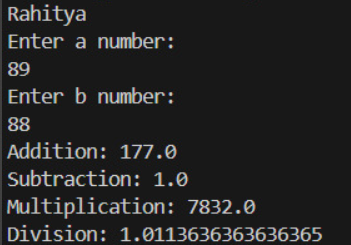 Rahitya
Enter a number:
89
Enter b number:
88
Addition: 177.0
Subtraction: 1.0
Multiplication: 7832.0
Division: 1.0113636363636365